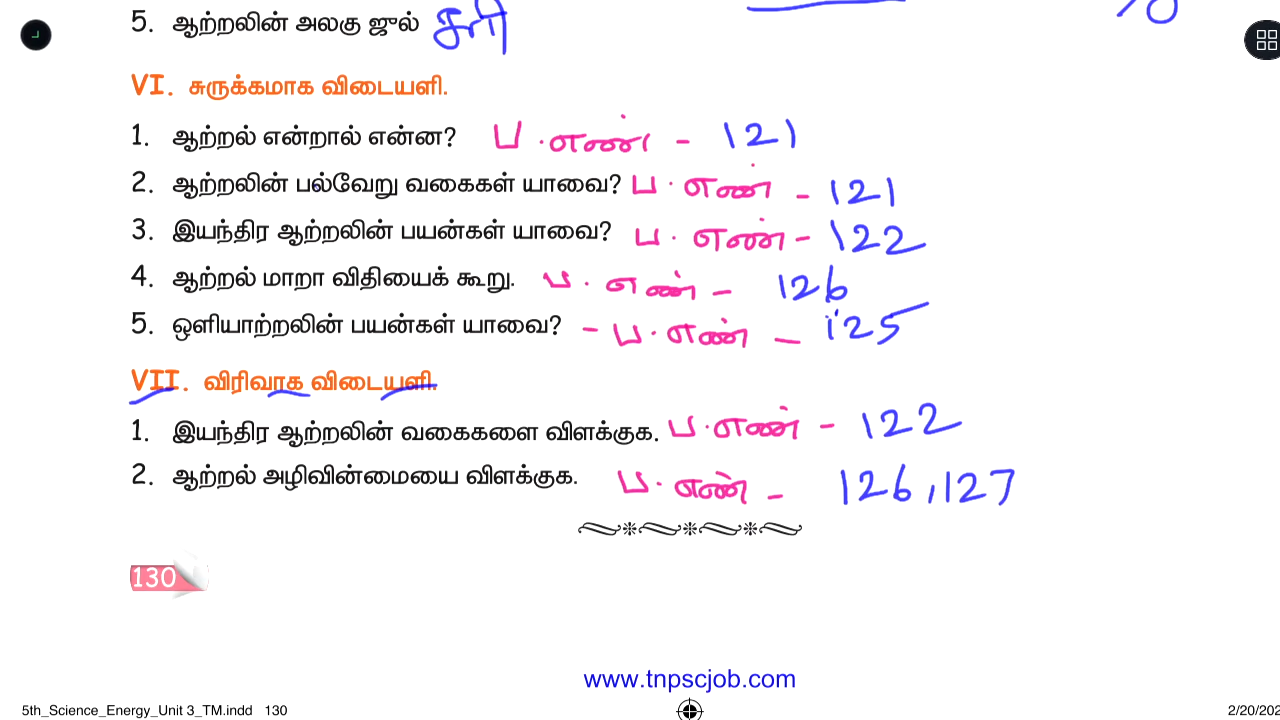 5. ஆற்றலின் அலகு ஜுல் சரி
VI. சுருக்கமாக விடையளி.
1. ஆற்றல் என்றால் என்ன? ப.எண் - 121
2. ஆற்றலின் பல்வேறு வகைகள் யாவை? ப.எண் - 121
3. இயந்திர ஆற்றலின் பயன்கள் யாவை? ப.எண் - 122
4. ஆற்றல் மாறா விதியைக் கூறு. ப.எண் - 126
5. ஒளியாற்றலின் பயன்கள் யாவை? - ப.எண் - 125
VII. விரிவாக விடையளி.
1. இயந்திர ஆற்றலின் வகைகளை விளக்குக. ப.எண் - 122
2. ஆற்றல் அழிவின்மையை விளக்குக. ப.எண் - 126,127
130
www.tnpscjob.com
5th_Science_Energy_Unit 3_TM.indd 130 2/20/202